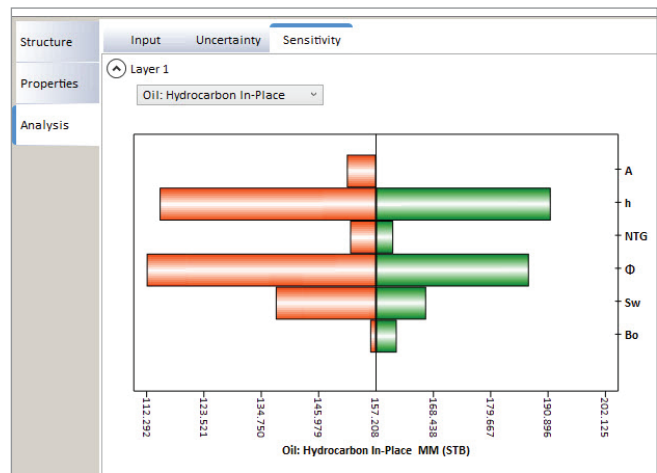 Structure
Properties
Analysis
Input Uncertainty Sensitivity
Layer 1
Oil: Hydrocarbon In-Place
A
h
NTG
Φ
Sw
Bo
112.292
123.521
134.750
145.979
157.208
168.438
179.667
190.896
202.125
Oil: Hydrocarbon In-Place MM (STB)